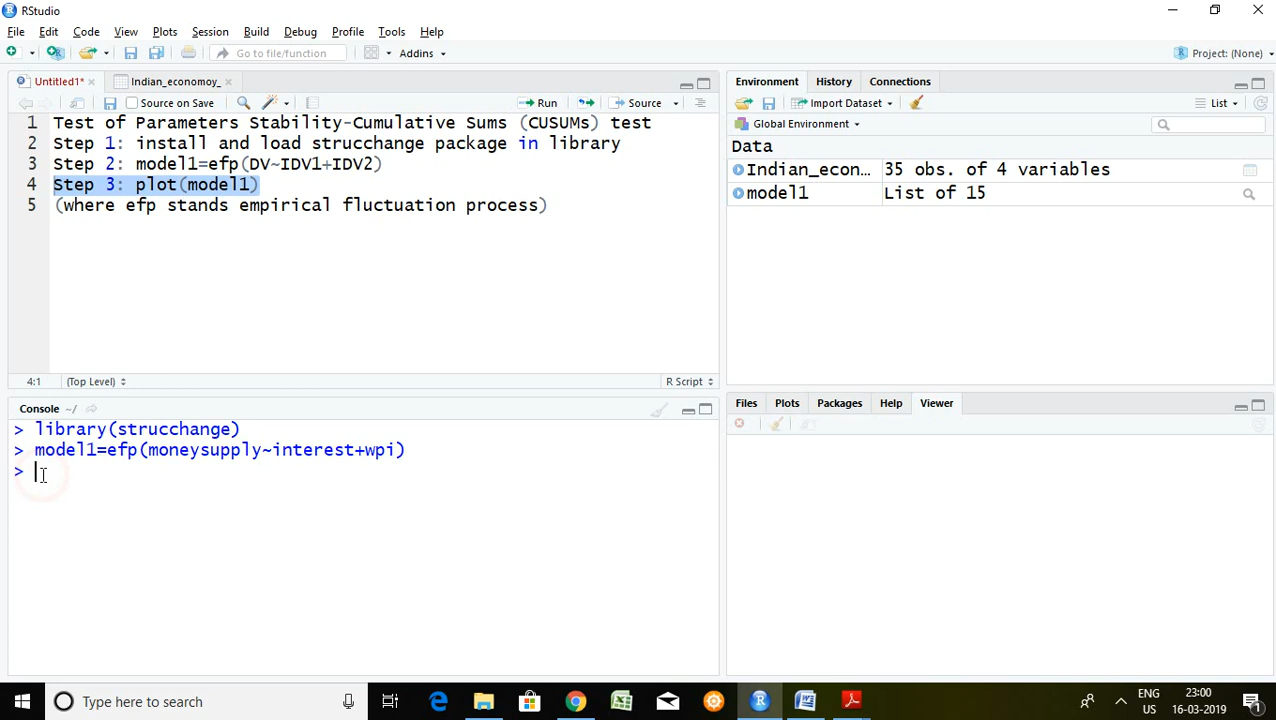 RStudio
File Edit Code View Plots Session Build Debug Profile Tools Help
Go to file/function Addins Project: (None)
Untitled1* Indian_economoy_
Source on Save Run Source
1 Test of Parameters Stability-Cumulative Sums (CUSUMs) test
2 Step 1: install and load strucchange package in library
3 Step 2: model1=efp(DV~IDV1+IDV2)
4 Step 3: plot(model1)
5 (where efp stands empirical fluctuation process)
4:1 (Top Level) R Script
Console ~/
> library(strucchange)
> model1=efp(moneysupply~interest+wpi)
>
Environment History Connections
Import Dataset List
Global Environment
Data
Indian_econ... 35 obs. of 4 variables
model1 List of 15
Files Plots Packages Help Viewer
Type here to search
ENG 23:00
US 16-03-2019 1